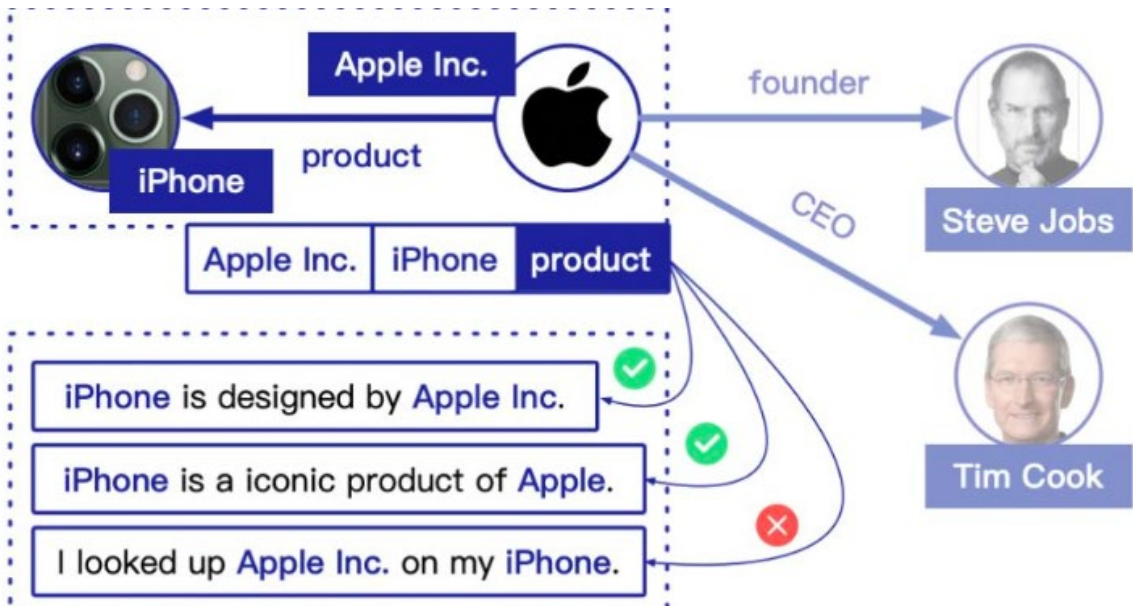 Apple Inc.
founder
product
iPhone
CEO
Steve Jobs
Apple Inc. iPhone product
iPhone is designed by Apple Inc.
iPhone is a iconic product of Apple.
Tim Cook
I looked up Apple Inc. on my iPhone.